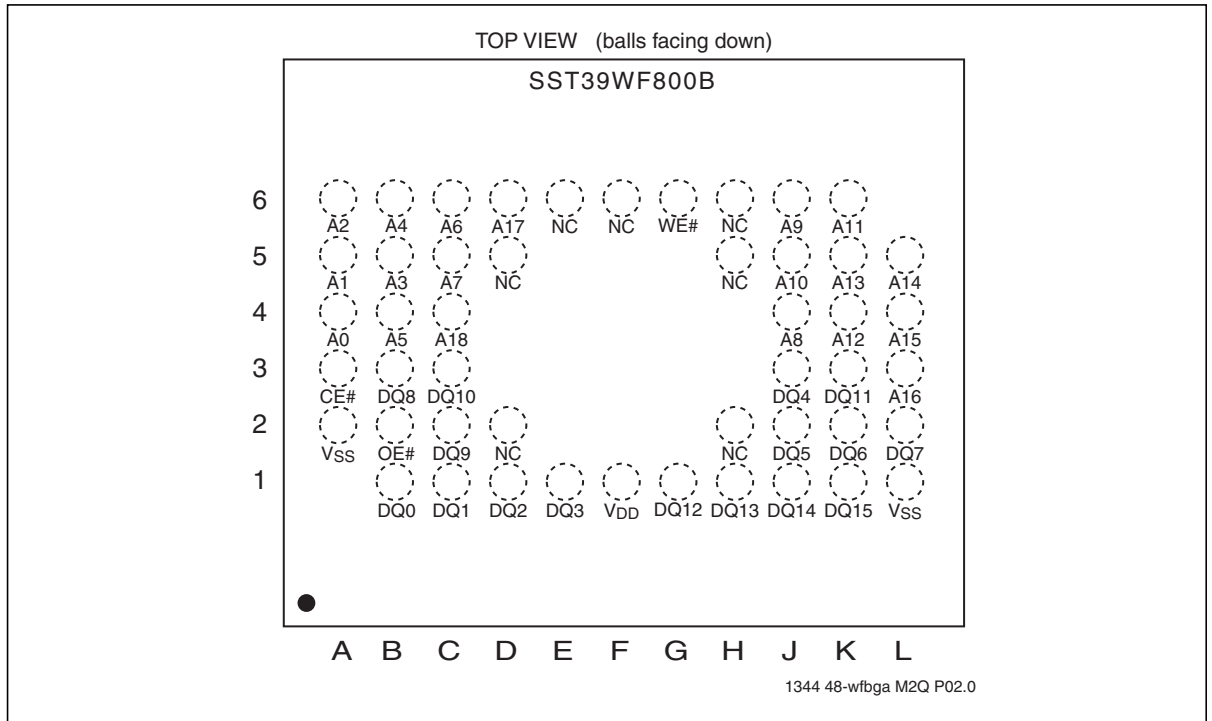 TOP VIEW (balls facing down)
SST39WF800B
6
A2 A4 A6 A17 NC NC WE# NC A9 A11
5
A1 A3 A7 NC NC A10 A13 A14
4
A0 A5 A18 A8 A12 A15
3
CE# DQ8 DQ10 DQ4 DQ11 A16
2
VSS OE# DQ9 NC NC DQ5 DQ6 DQ7
1
DQ0 DQ1 DQ2 DQ3 VDD DQ12 DQ13 DQ14 DQ15 VSS
A B C D E F G H J K L
1344 48-wfbga M2Q P02.0